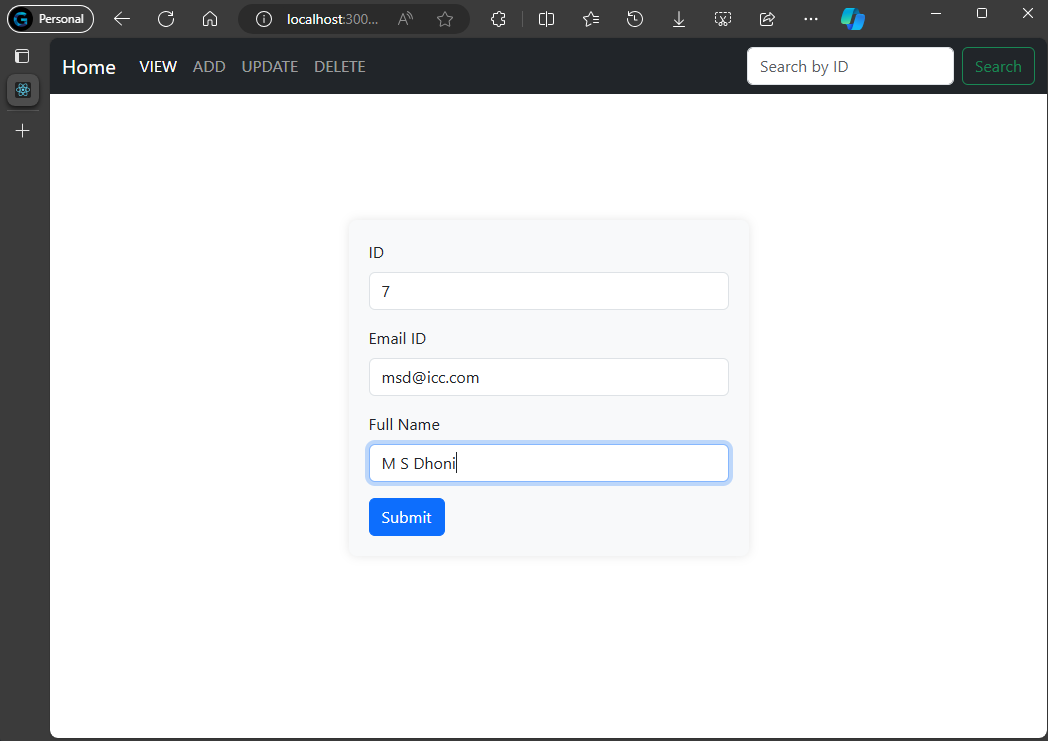 Personal
localhost:300...
Home VIEW ADD UPDATE DELETE Search by ID Search
ID
7
Email ID
msd@icc.com
Full Name
M S Dhoni
Submit